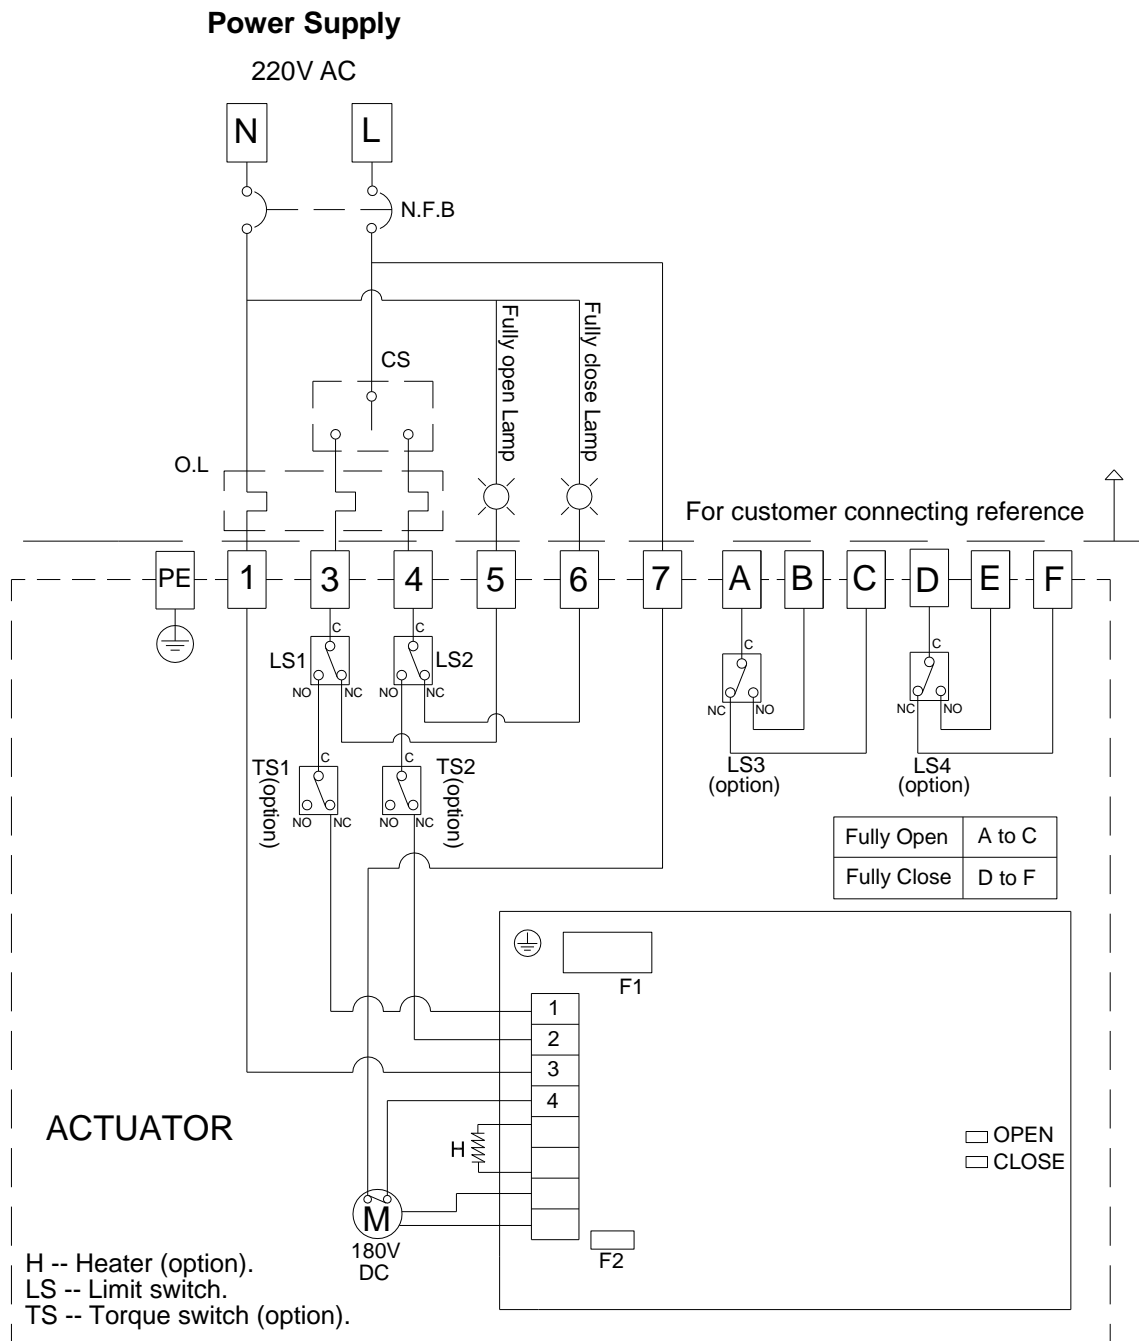 Power Supply
220V AC
N L
N.F.B
Fully open Lamp
Fully close Lamp
CS
O.L
For customer connecting reference
PE 1 3 4 5 6 7 A B C D E F
C C C C
LS1 LS2
NO NC NO NC
NC NO NC NO
LS3
(option)
LS4
(option)
C C
TS1
(option)
TS2
(option)
NO NC NO NC
Fully Open A to C
Fully Close D to F
F1
1
2
3
4
ACTUATOR
H
OPEN
CLOSE
M
180V
DC
F2
H -- Heater (option).
LS -- Limit switch.
TS -- Torque switch (option).